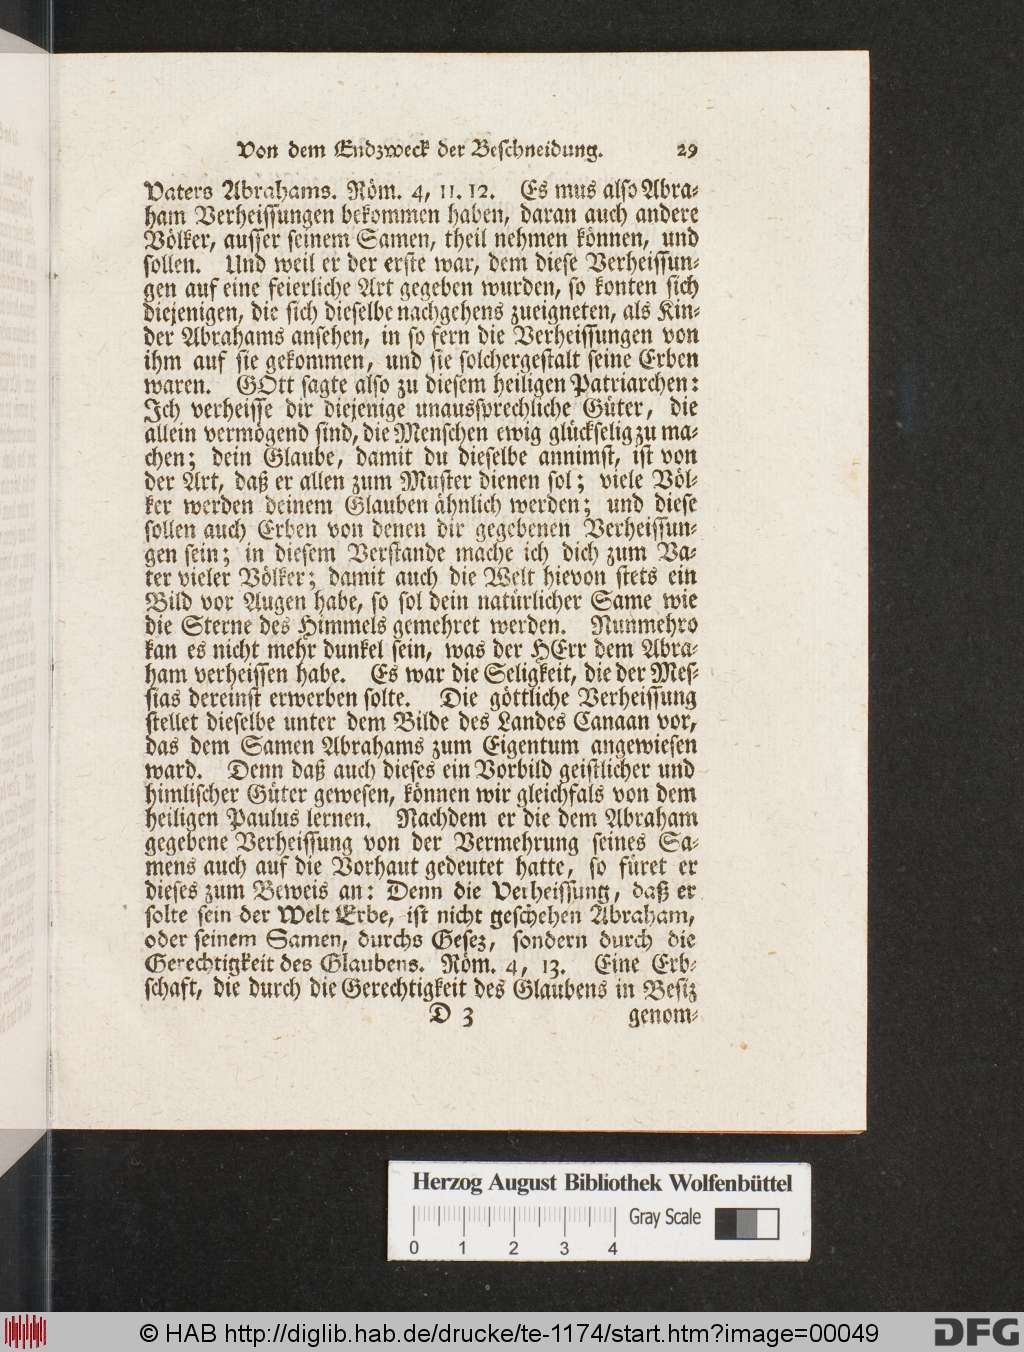 Von dem Endzweck der Beschneidung. 29
Vaters Abrahams. Röm. 4, 11. 12. Es mus also Abra-
ham Verheissungen bekommen haben, daran auch andere
Völker, ausser seinem Samen, theil nehmen können, und
sollen. Und weil er der erste war, dem diese Verheissun-
gen auf eine feierliche Art gegeben wurden, so konten sich
diejenigen, die sich dieselbe nachgehens zueigneten, als Kin-
der Abrahams ansehen, in so fern die Verheissungen von
ihm auf sie gekommen, und sie solchergestalt seine Erben
waren. GOtt sagte also zu diesem heiligen Patriarchen:
Ich verheisse dir diejenige unaussprechliche Güter, die
allein vermögend sind, die Menschen ewig glückselig zu ma-
chen; dein Glaube, damit du dieselbe annimst, ist von
der Art, daß er allen zum Muster dienen sol; viele Völ-
ker werden deinem Glauben ähnlich werden; und diese
sollen auch Erben von denen dir gegebenen Verheissun-
gen sein; in diesem Verstande mache ich dich zum Va-
ter vieler Völker; damit auch die Welt hievon stets ein
Bild vor Augen habe, so sol dein natürlicher Same wie
die Sterne des Himmels gemehret werden. Nunmehro
kan es nicht mehr dunkel sein, was der HErr dem Abra-
ham verheissen habe. Es war die Seligkeit, die der Mes-
sias dereinst erwerben solte. Die göttliche Verheissung
stellet dieselbe unter dem Bilde des Landes Canaan vor,
das dem Samen Abrahams zum Eigentum angewiesen
ward. Denn daß auch dieses ein Vorbild geistlicher und
himlischer Güter gewesen, können wir gleichfals von dem
heiligen Paulus lernen. Nachdem er die dem Abraham
gegebene Verheissung von der Vermehrung seines Sa-
mens auch auf die Vorhaut gedeutet hatte, so füret er
dieses zum Beweis an: Denn die Verheissung, daß er
solte sein der Welt Erbe, ist nicht geschehen Abraham,
oder seinem Samen, durchs Gesez, sondern durch die
Gerechtigkeit des Glaubens. Röm. 4, 13. Eine Erb-
schaft, die durch die Gerechtigkeit des Glaubens in Besiz
D 3 genom-
Herzog August Bibliothek Wolfenbüttel
Gray Scale
0 1 2 3 4
© HAB http://diglib.hab.de/drucke/te-1174/start.htm?image=00049
DFG